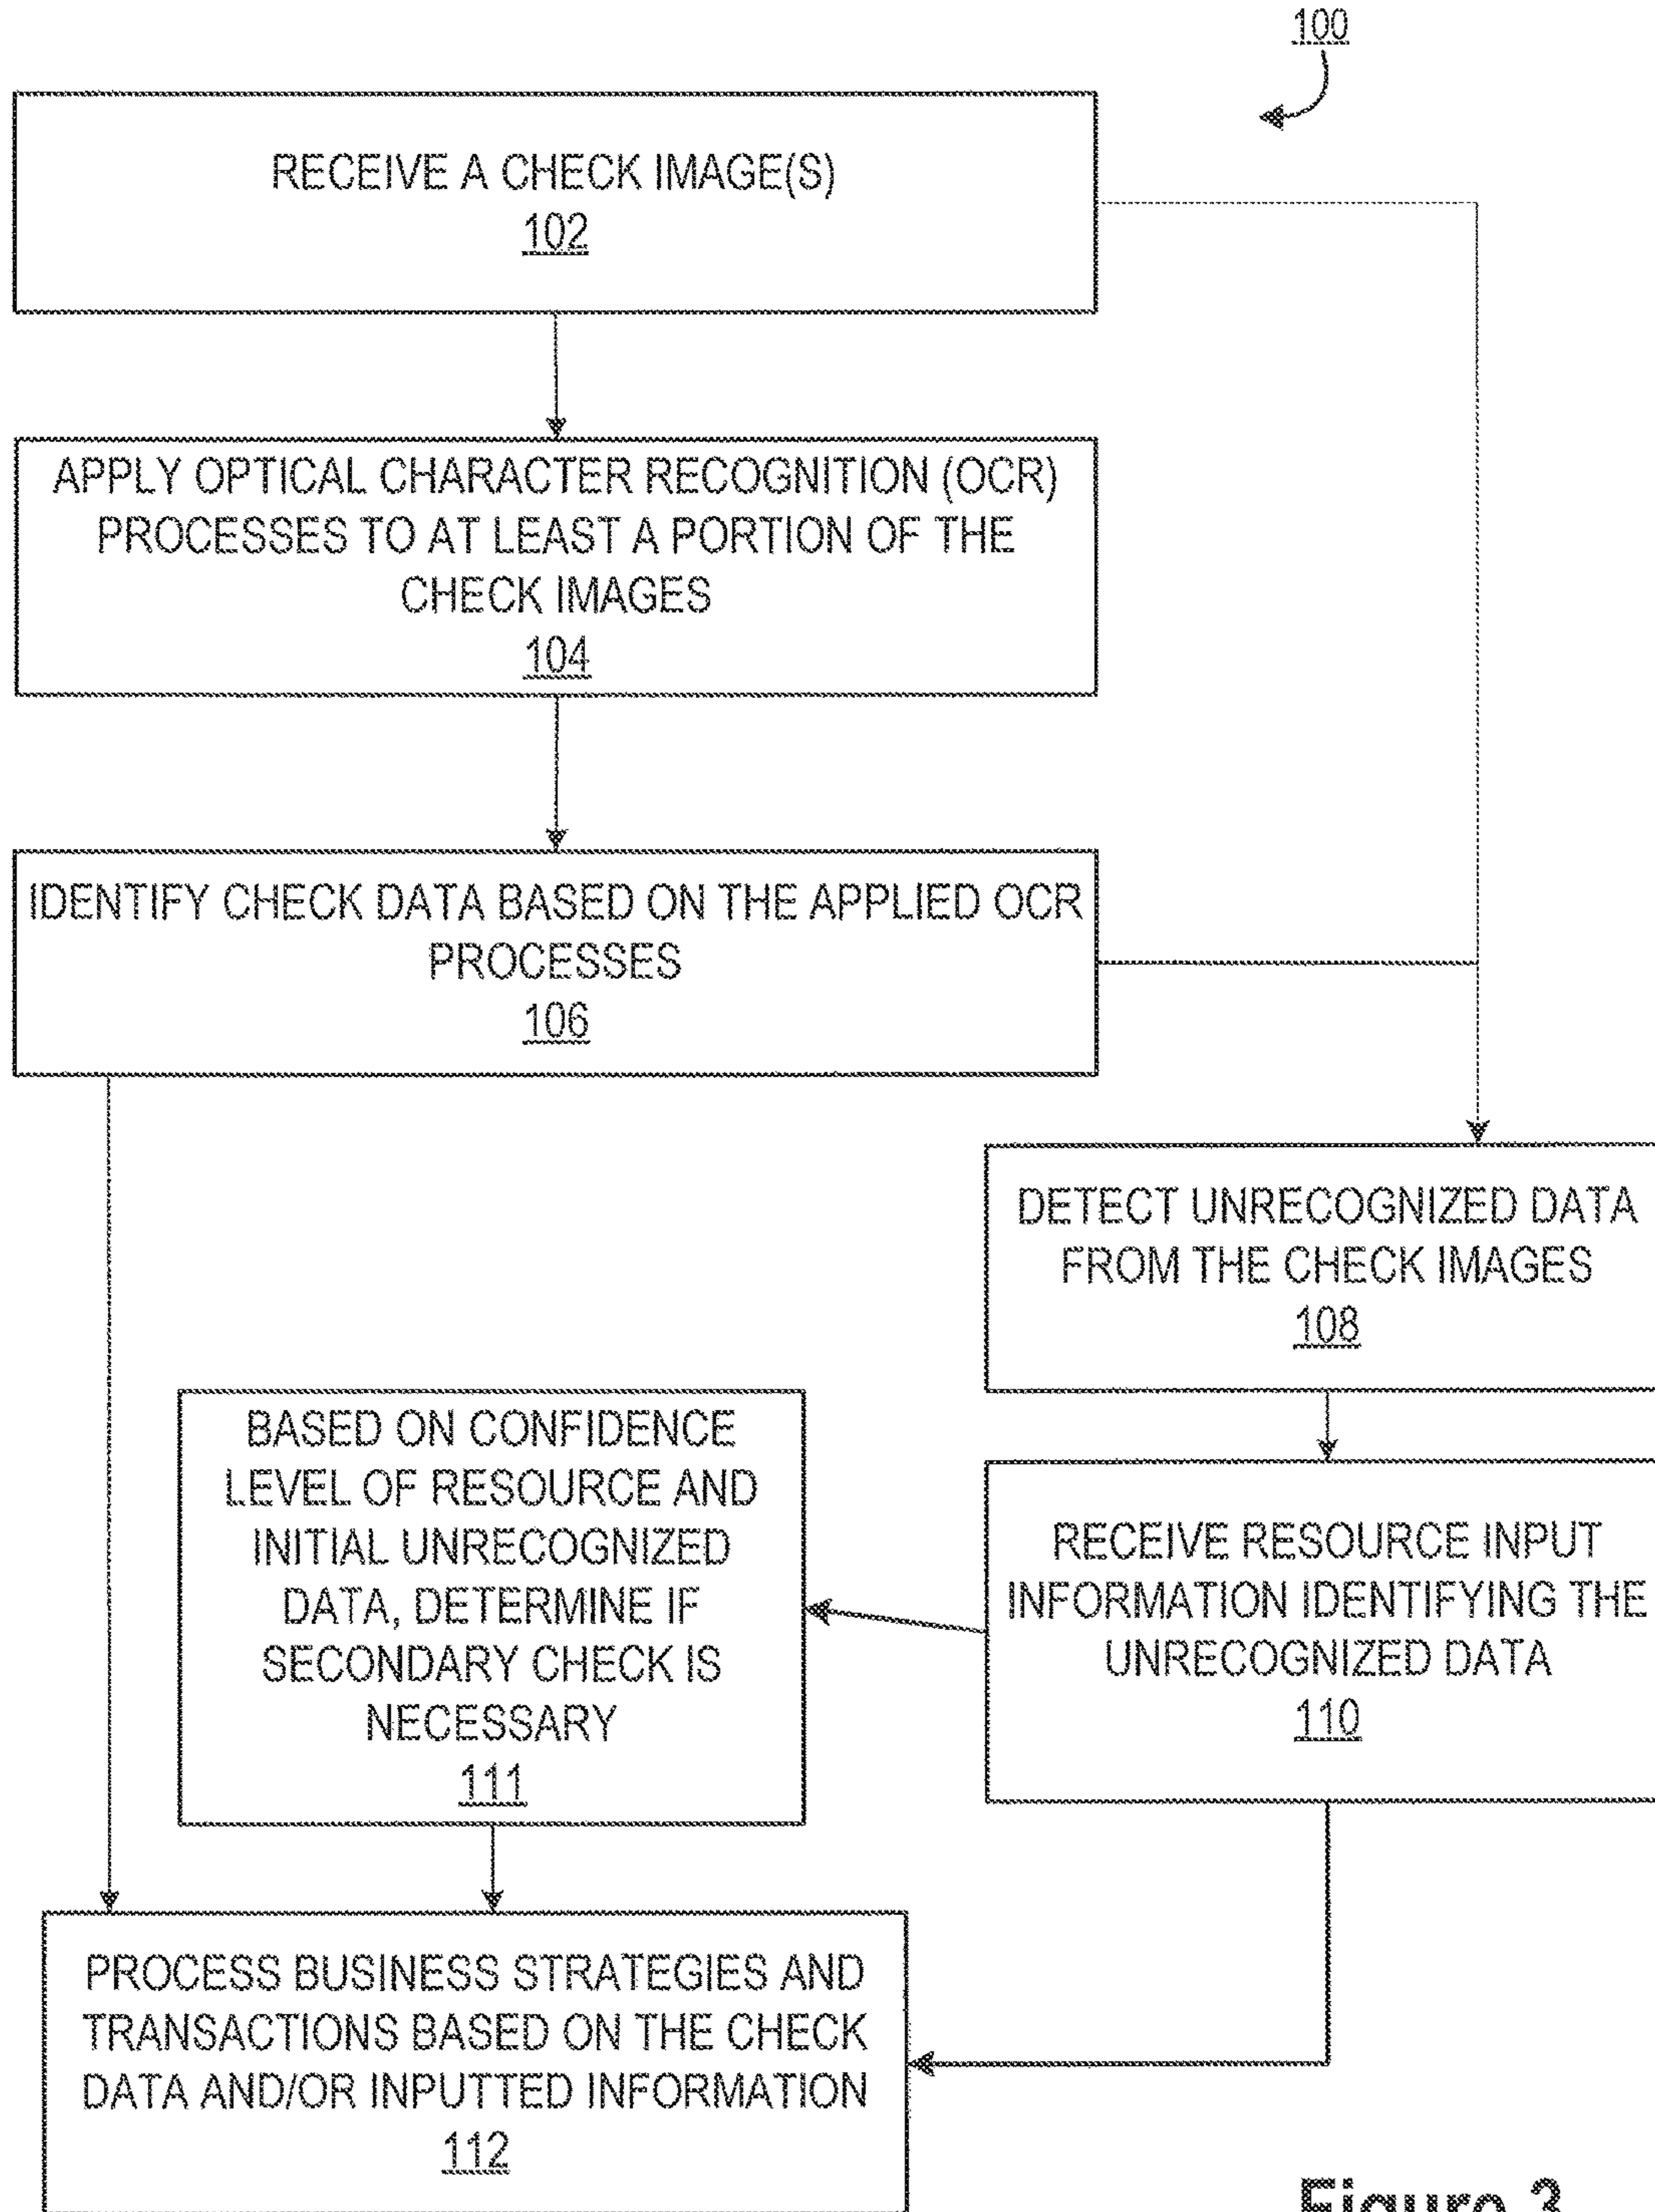 100
RECEIVE A CHECK IMAGE(S)
102
APPLY OPTICAL CHARACTER RECOGNITION (OCR)
PROCESSES TO AT LEAST A PORTION OF THE
CHECK IMAGES
104
IDENTIFY CHECK DATA BASED ON THE APPLIED OCR
PROCESSES
106
DETECT UNRECOGNIZED DATA
FROM THE CHECK IMAGES
108
BASED ON CONFIDENCE
LEVEL OF RESOURCE AND
INITIAL UNRECOGNIZED
DATA, DETERMINE IF
SECONDARY CHECK IS
NECESSARY
111
RECEIVE RESOURCE INPUT
INFORMATION IDENTIFYING THE
UNRECOGNIZED DATA
110
PROCESS BUSINESS STRATEGIES AND
TRANSACTIONS BASED ON THE CHECK
DATA AND/OR INPUTTED INFORMATION
112
Figure 3